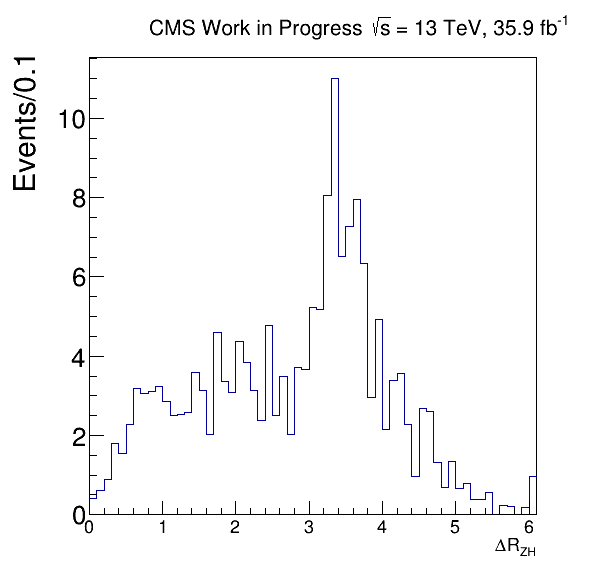 CMS Work in Progress √s = 13 TeV, 35.9 fb⁻¹
Events/0.1
10
8
6
4
2
0
0 1 2 3 4 5 6
ΔR_ZH